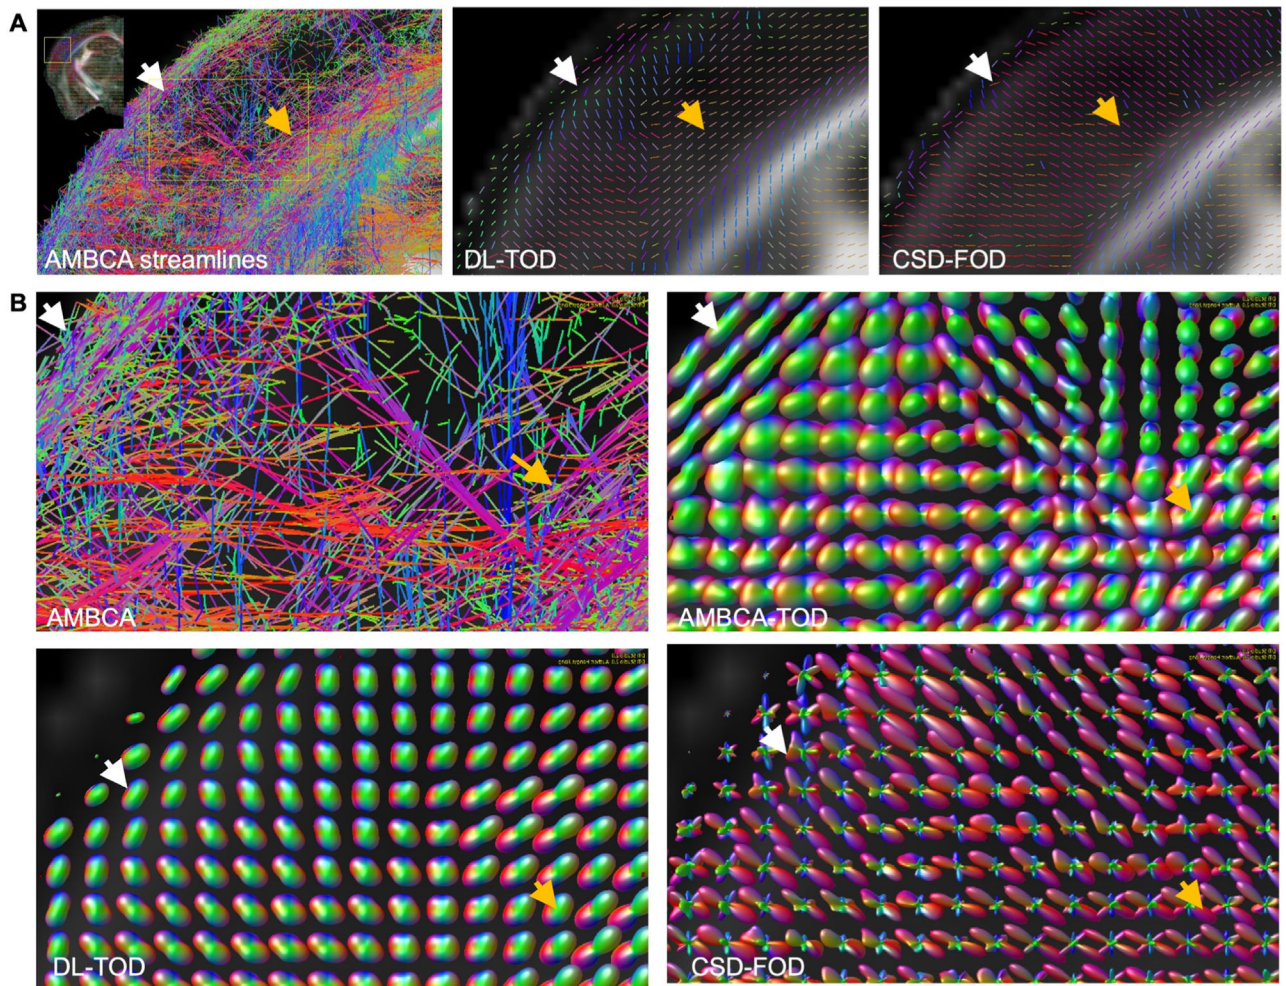 A
AMBCA streamlines
DL-TOD
CSD-FOD
B
AMBCA
AMBCA-TOD
DL-TOD
CSD-FOD